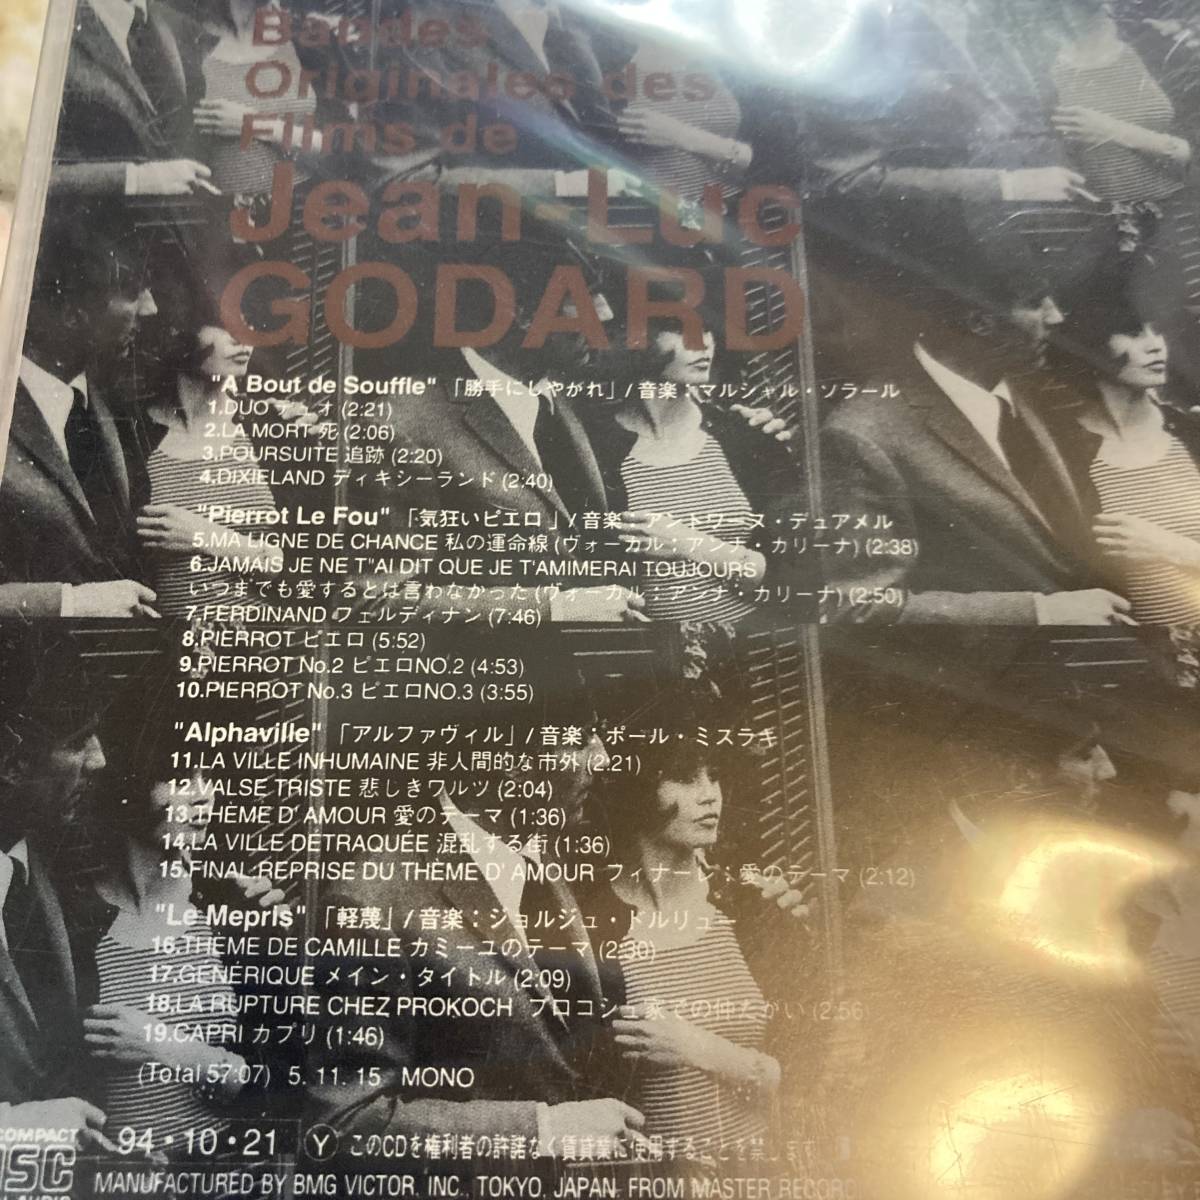 Bandes
Originales des
Films de
Jean-Luc
GODARD
"A Bout de Souffle" 「勝手にしやがれ」/音楽：マルシャル・ソラール
1.DUO デュオ (2:21)
2.LA MORT 死 (2:06)
3.POURSUITE 追跡 (2:20)
4.DIXIELAND ディキシーランド (2:40)
"Pierrot Le Fou" 「気狂いピエロ」/音楽：アントワーヌ・デュアメル
5.MA LIGNE DE CHANCE 私の運命線 (ヴォーカル：アンナ・カリーナ) (2:38)
6.JAMAIS JE NE T"AI DIT QUE JE T'AMIMERAI TOUJOURS
いつまでも愛するとは言わなかった (ヴォーカル：アンナ・カリーナ) (2:50)
7.FERDINAND フェルディナン (7:46)
8.PIERROT ピエロ (5:52)
9.PIERROT No.2 ピエロNO.2 (4:53)
10.PIERROT No.3 ピエロNO.3 (3:55)
"Alphaville" 「アルファヴィル」/音楽：ポール・ミスラキ
11.LA VILLE INHUMAINE 非人間的な市外 (2:21)
12.VALSE TRISTE 悲しきワルツ (2:04)
13.THÈME D' AMOUR 愛のテーマ (1:36)
14.LA VILLE DÉTRAQUÉE 混乱する街 (1:36)
15.FINAL:REPRISE DU THÈME D' AMOUR フィナーレ：愛のテーマ (2:12)
"Le Mepris" 「軽蔑」/音楽：ジョルジュ・ドルリュー
16.THÈME DE CAMILLE カミーユのテーマ (2:30)
17.GÉNÉRIQUE メイン・タイトル (2:09)
18.LA RUPTURE CHEZ PROKOCH プロコシュ家での仲たがい (2:56)
19.CAPRI カプリ (1:46)
(Total 57:07) 5. 11. 15 MONO
COMPACT
DISC
94・10・21 Ⓨ このCDを権利者の許諾なく賃貸業に使用することを禁じます
MANUFACTURED BY BMG VICTOR, INC., TOKYO, JAPAN. FROM MASTER RECORD